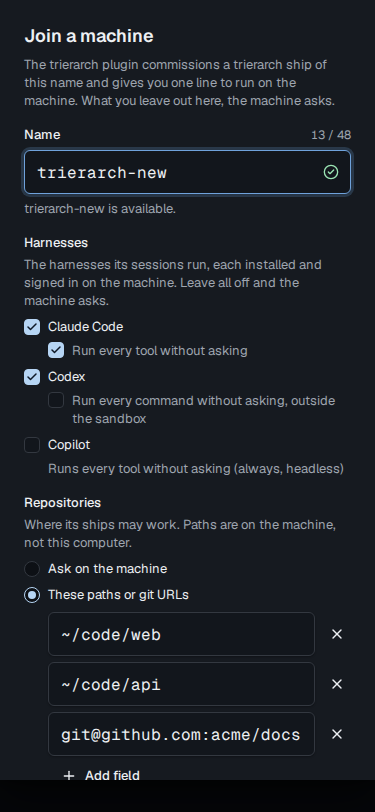 Join a machine
The trierarch plugin commissions a trierarch ship of
this name and gives you one line to run on the
machine. What you leave out here, the machine asks.
Name 13 / 48
trierarch-new
trierarch-new is available.
Harnesses
The harnesses its sessions run, each installed and
signed in on the machine. Leave all off and the
machine asks.
Claude Code
Run every tool without asking
Codex
Run every command without asking, outside
the sandbox
Copilot
Runs every tool without asking (always, headless)
Repositories
Where its ships may work. Paths are on the machine,
not this computer.
Ask on the machine
These paths or git URLs
~/code/web
~/code/api
git@github.com:acme/docs
Add field